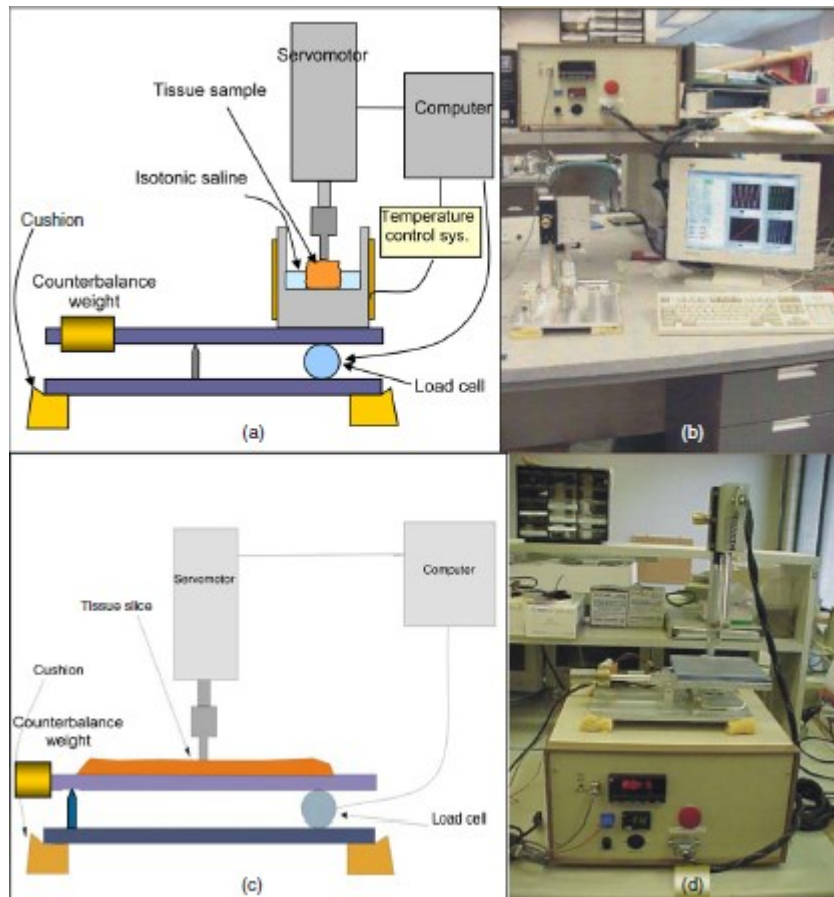 Servomotor
Tissue sample
Computer
Isotonic saline
Cushion
Temperature
control sys.
Counterbalance
weight
Load cell
(a)
(b)
Servomotor
Computer
Tissue slice
Cushion
Counterbalance
weight
Load cell
(c)
(d)